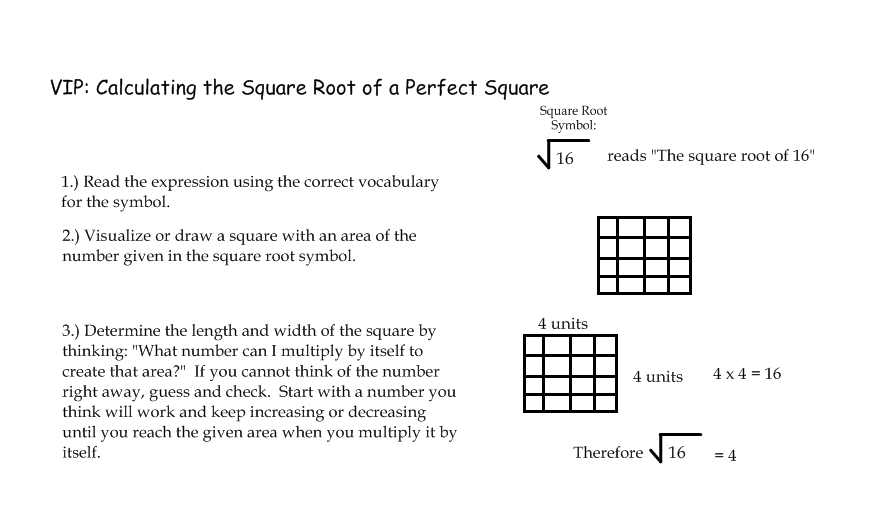 VIP: Calculating the Square Root of a Perfect Square
Square Root
Symbol:
√16 reads "The square root of 16"
1.) Read the expression using the correct vocabulary
for the symbol.
2.) Visualize or draw a square with an area of the
number given in the square root symbol.
3.) Determine the length and width of the square by
thinking: "What number can I multiply by itself to
create that area?" If you cannot think of the number
right away, guess and check. Start with a number you
think will work and keep increasing or decreasing
until you reach the given area when you multiply it by
itself.
4 units
4 units 4 x 4 = 16
Therefore √16 = 4